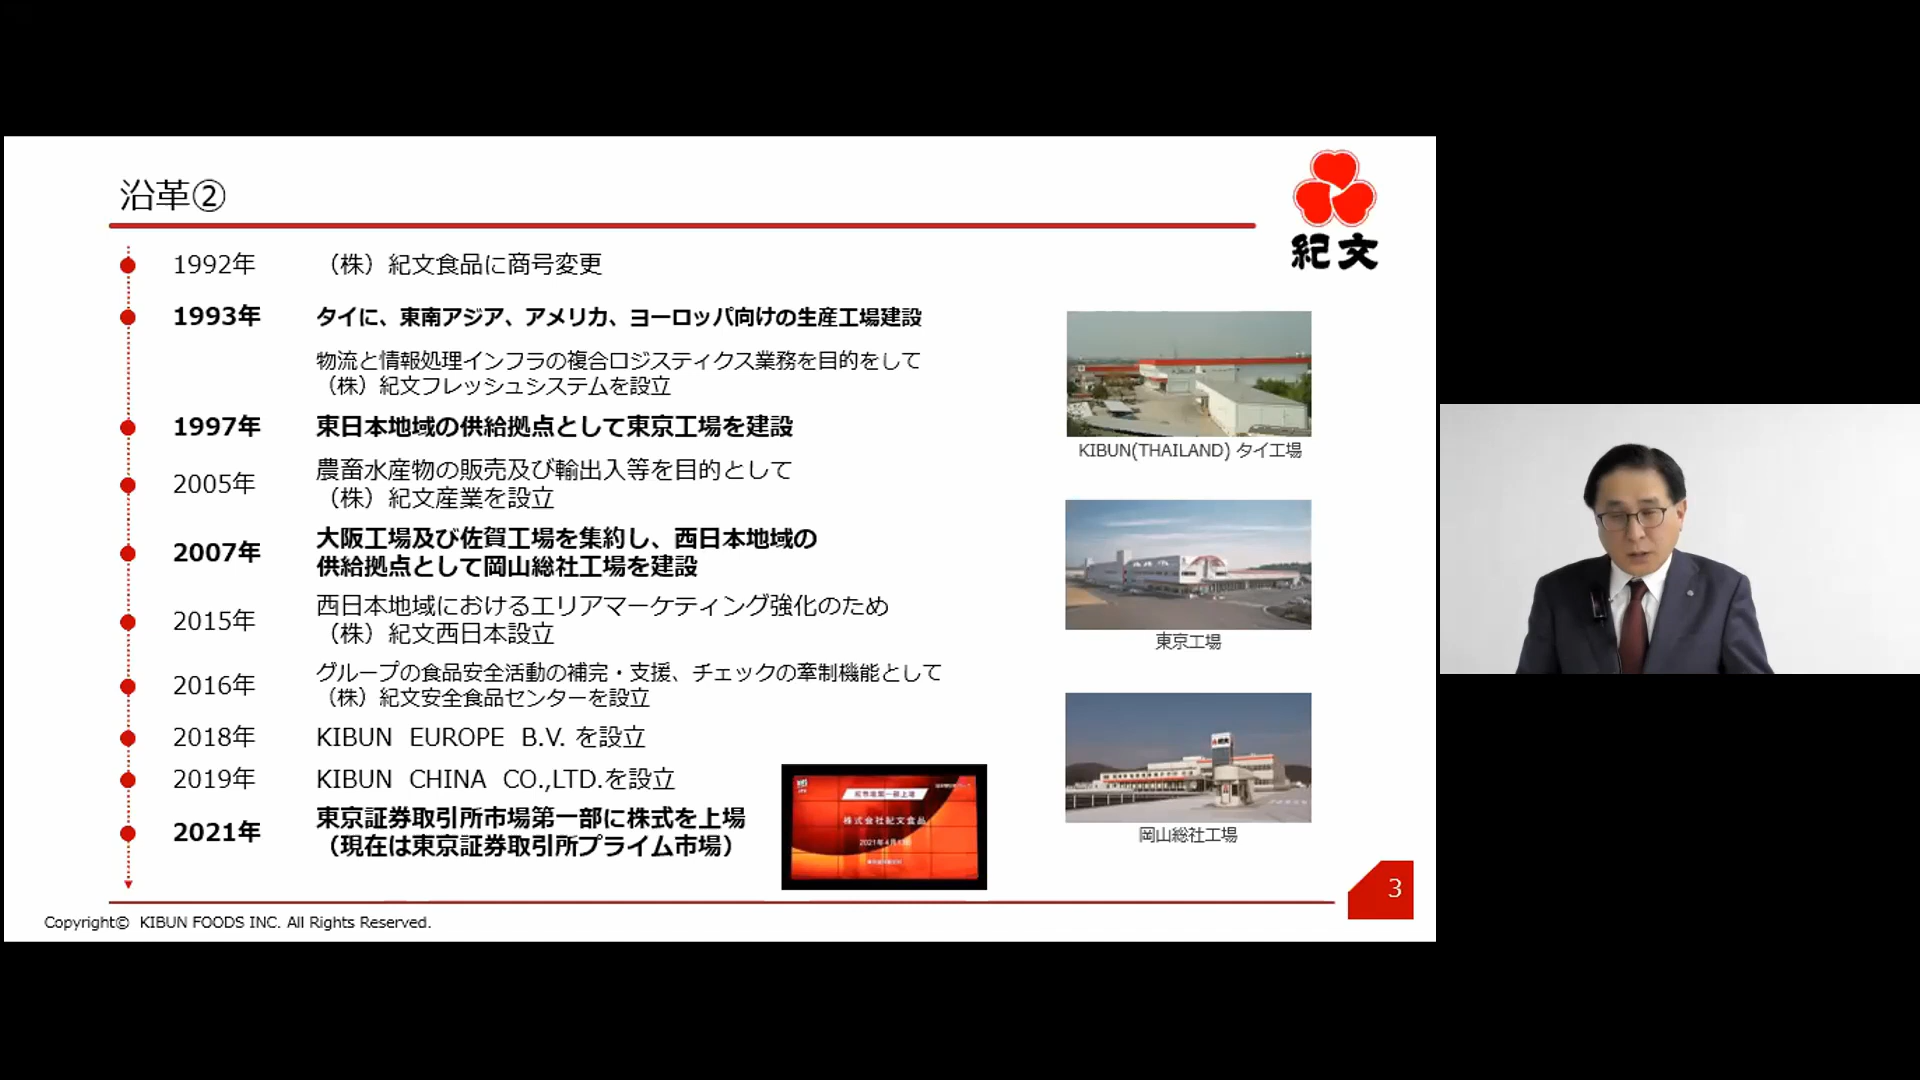 沿革②
紀文
1992年 （株）紀文食品に商号変更
1993年 タイに、東南アジア、アメリカ、ヨーロッパ向けの生産工場建設
物流と情報処理インフラの複合ロジスティクス業務を目的をして
（株）紀文フレッシュシステムを設立
1997年 東日本地域の供給拠点として東京工場を建設
2005年 農畜水産物の販売及び輸出入等を目的として
（株）紀文産業を設立
2007年 大阪工場及び佐賀工場を集約し、西日本地域の
供給拠点として岡山総社工場を建設
2015年 西日本地域におけるエリアマーケティング強化のため
（株）紀文西日本設立
2016年 グループの食品安全活動の補完・支援、チェックの牽制機能として
（株）紀文安全食品センターを設立
2018年 KIBUN EUROPE B.V. を設立
2019年 KIBUN CHINA CO.,LTD.を設立
2021年 東京証券取引所市場第一部に株式を上場
（現在は東京証券取引所プライム市場）
株式会社紀文食品
KIBUN(THAILAND) タイ工場
東京工場
紀文
岡山総社工場
3
Copyright© KIBUN FOODS INC. All Rights Reserved.